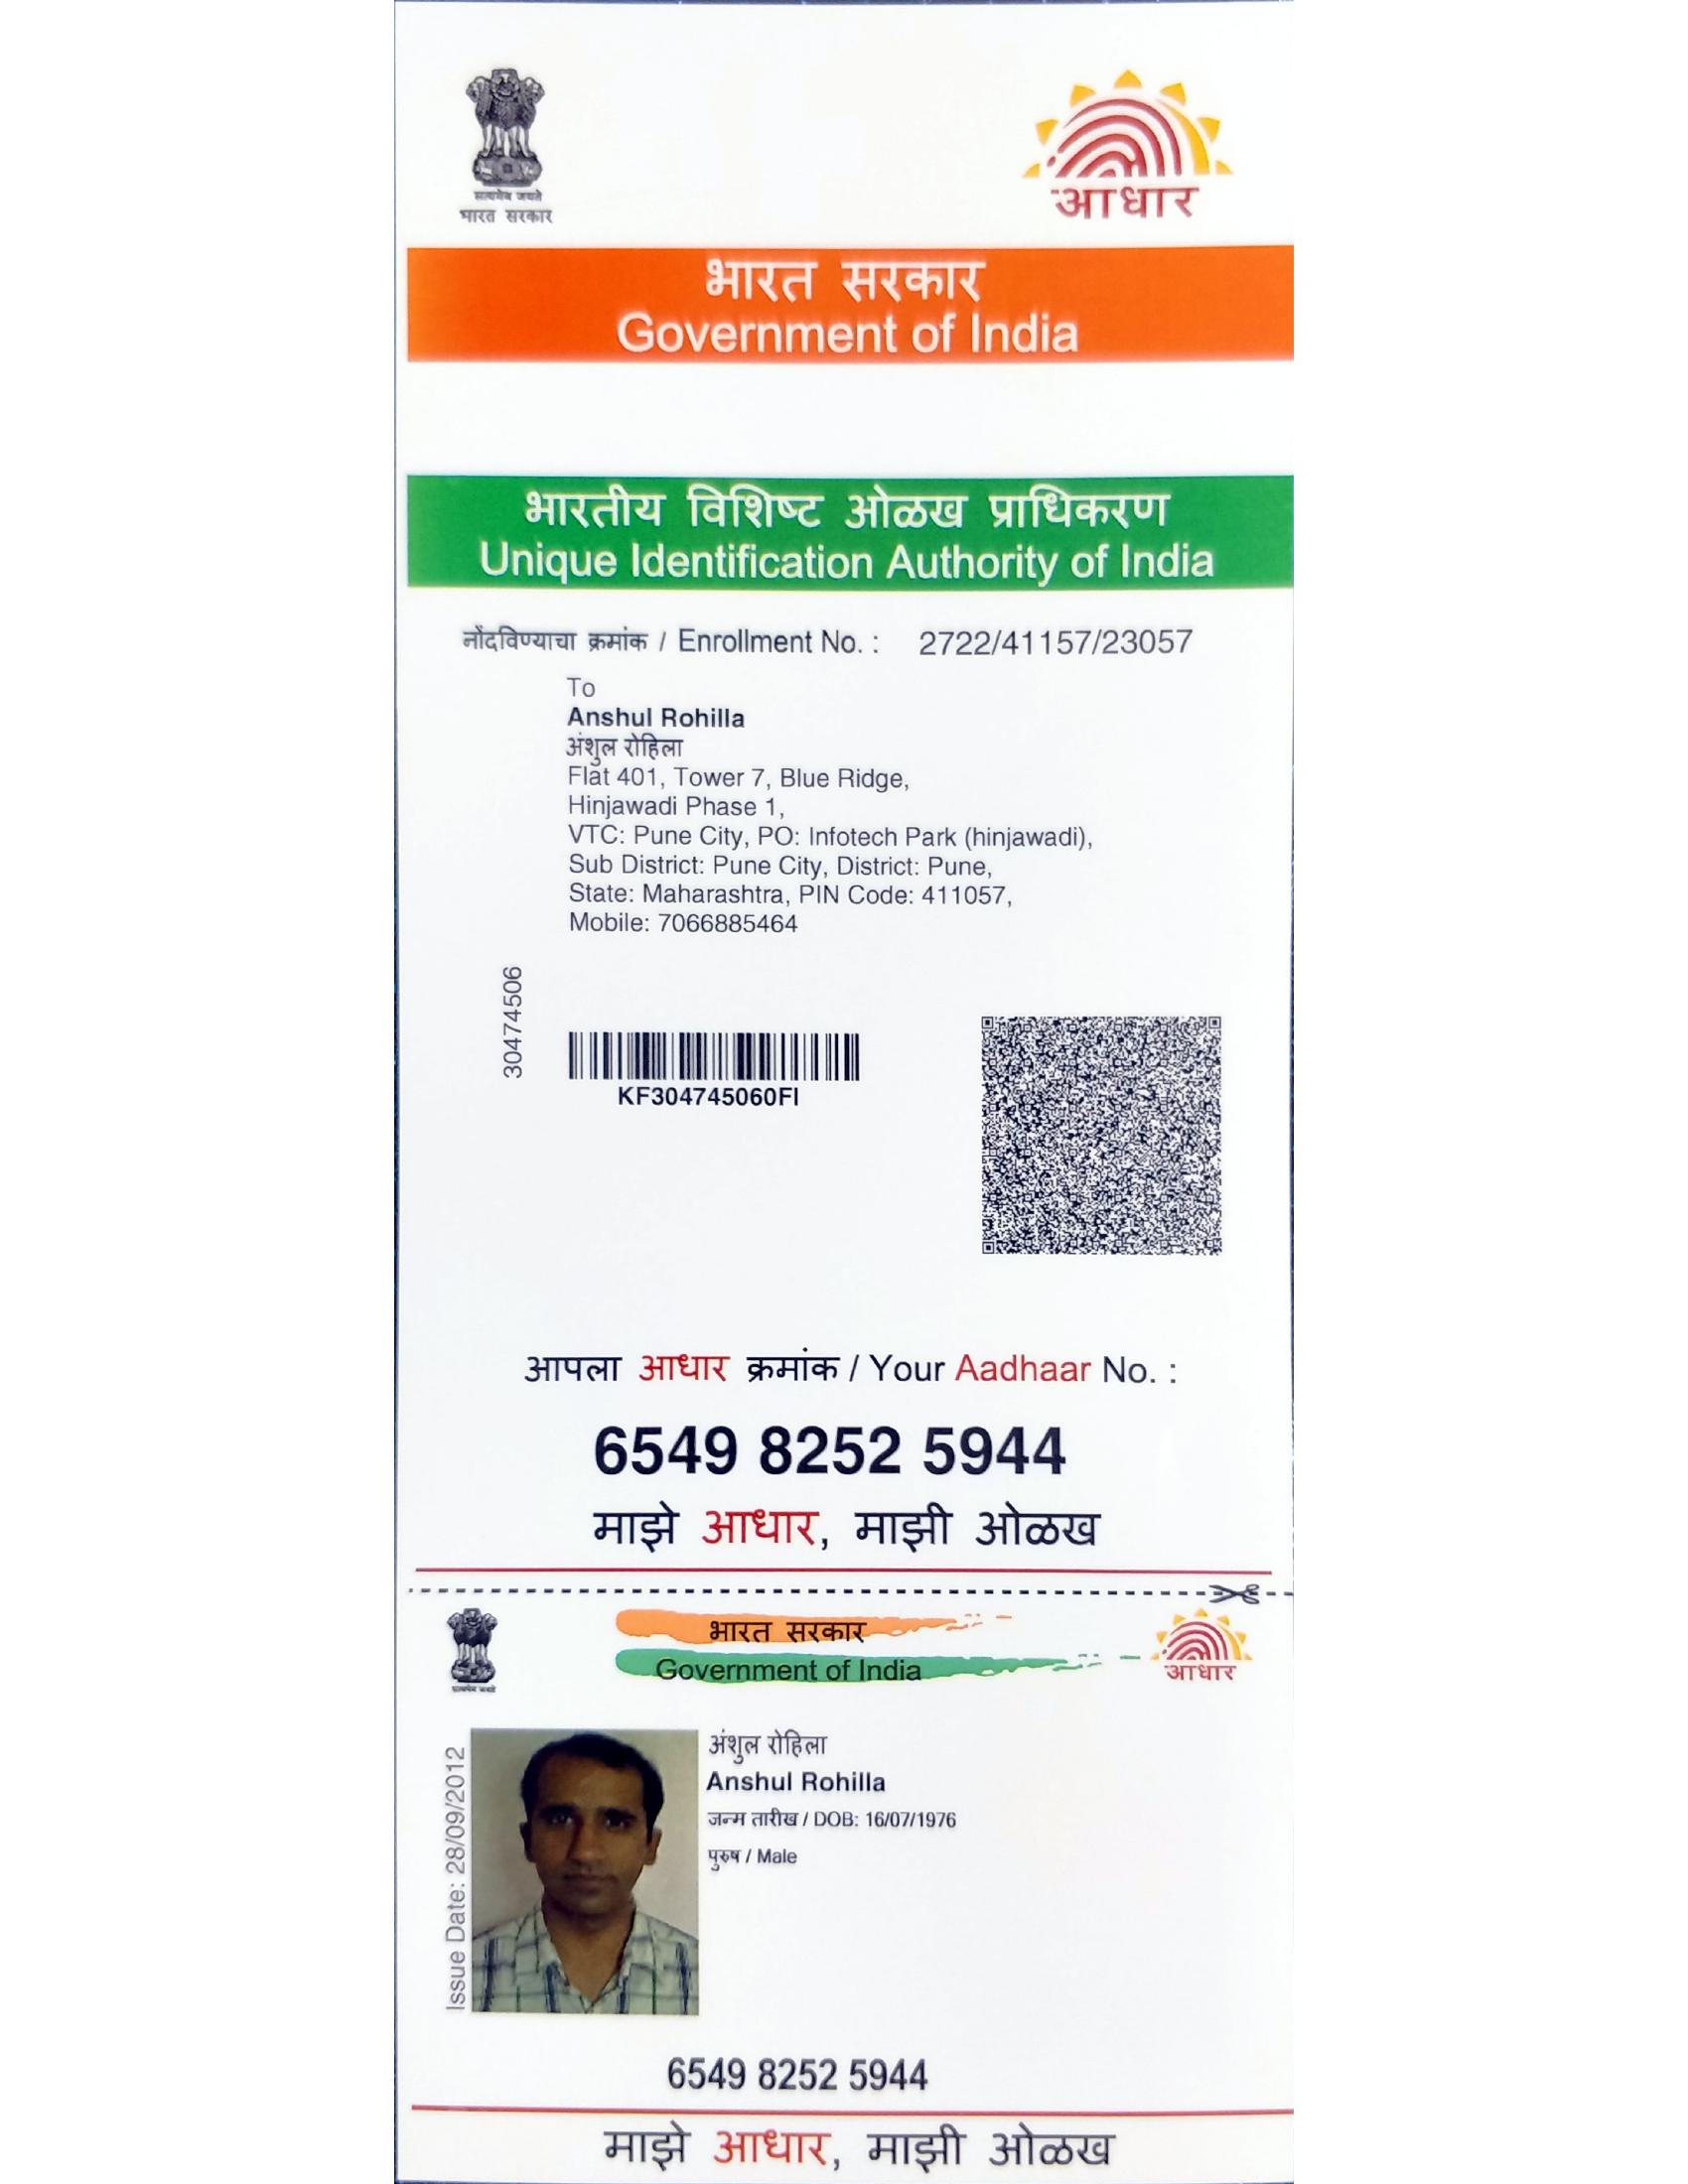 सत्यमेव जयते
भारत सरकार
आधार
भारत सरकार
Government of India
भारतीय विशिष्ट ओळख प्राधिकरण
Unique Identification Authority of India
नोंदविण्याचा क्रमांक / Enrollment No. : 2722/41157/23057
To
Anshul Rohilla
अंशुल रोहिला
Flat 401, Tower 7, Blue Ridge,
Hinjawadi Phase 1,
VTC: Pune City, PO: Infotech Park (hinjawadi),
Sub District: Pune City, District: Pune,
State: Maharashtra, PIN Code: 411057,
Mobile: 7066885464
30474506
KF304745060FI
आपला आधार क्रमांक / Your Aadhaar No. :
6549 8252 5944
माझे आधार, माझी ओळख
सत्यमेव जयते
भारत सरकार
Government of India
आधार
Issue Date: 28/09/2012
अंशुल रोहिला
Anshul Rohilla
जन्म तारीख / DOB: 16/07/1976
पुरुष / Male
6549 8252 5944
माझे आधार, माझी ओळख